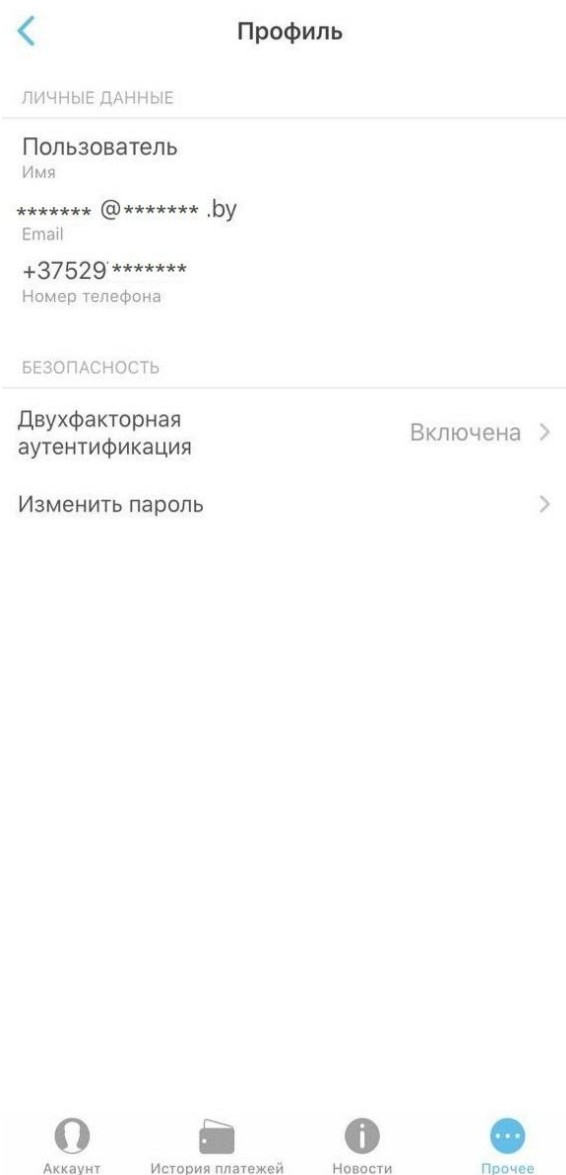 Профиль
ЛИЧНЫЕ ДАННЫЕ
Пользователь
Имя
******* @******* .by
Email
+37529 *******
Номер телефона
БЕЗОПАСНОСТЬ
Двухфакторная
аутентификация
Включена
Изменить пароль
Аккаунт
История платежей
Новости
Прочее